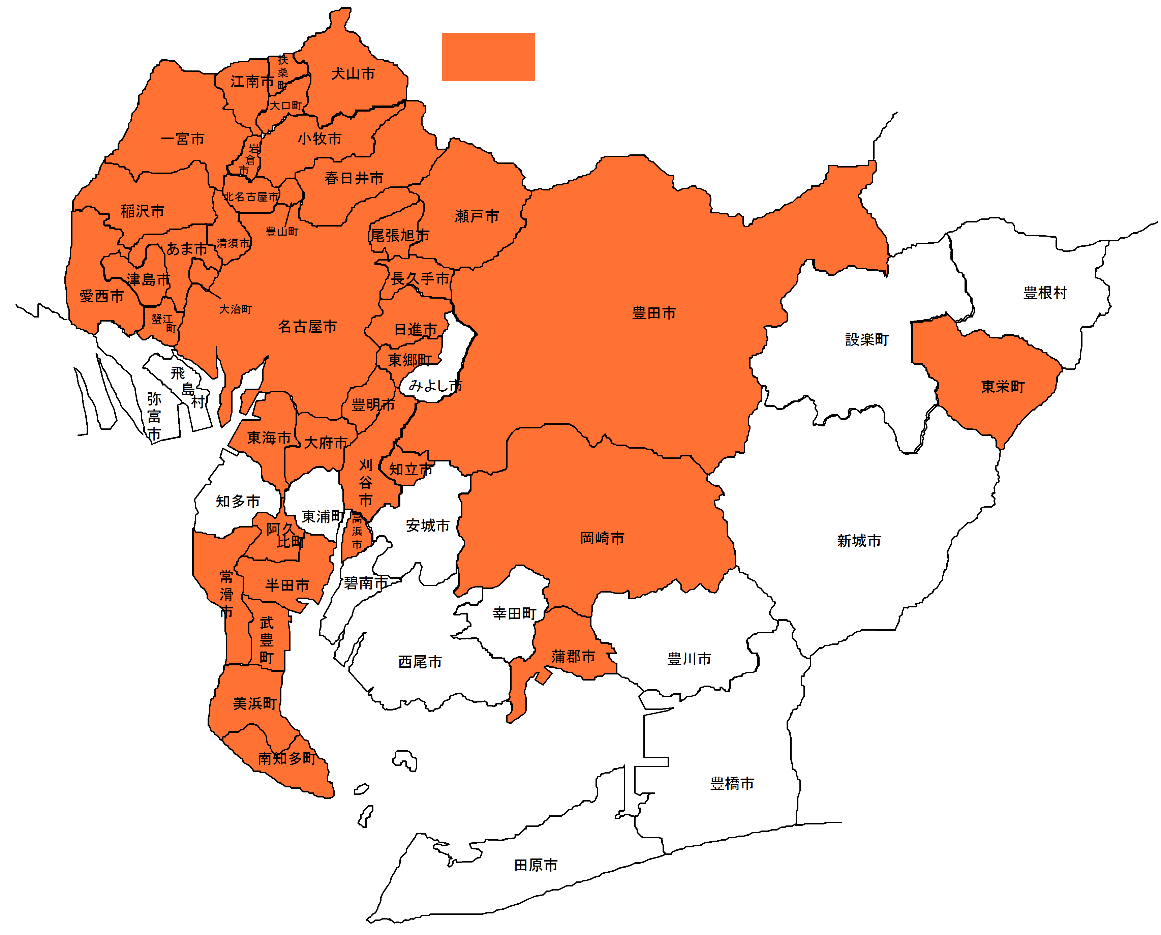 犬山市
扶桑町
江南市
大口町
一宮市
小牧市
岩倉市
春日井市
北名古屋市
稲沢市
瀬戸市
豊山町
尾張旭市
清須市
あま市
津島市
長久手市
愛西市
大治町
蟹江町
名古屋市
日進市
豊田市
豊根村
設楽町
東郷町
みよし市
東栄町
飛島村
弥富市
豊明市
東海市
大府市
刈谷市
知立市
知多市
東浦町
高浜市
安城市
阿久比町
岡崎市
新城市
常滑市
半田市
碧南市
幸田町
武豊町
西尾市
蒲郡市
豊川市
美浜町
南知多町
豊橋市
田原市